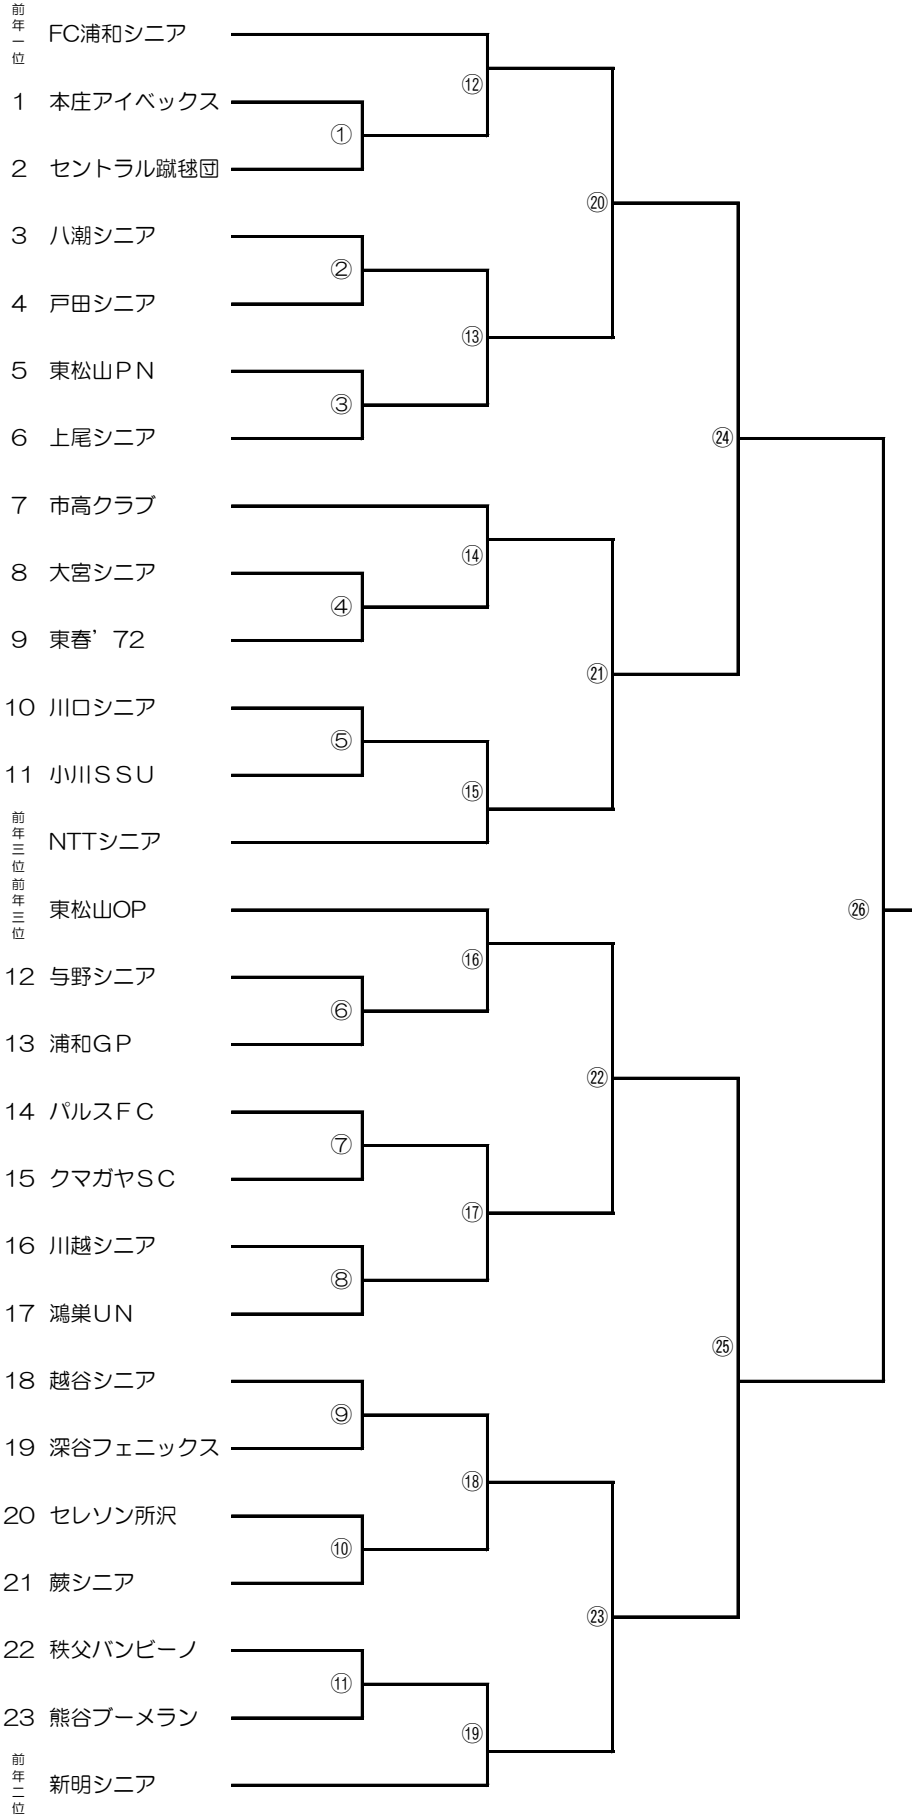 前年一位 FC浦和シニア
⑫
1 本庄アイベックス
①
2 セントラル蹴毬団
⑳
3 八潮シニア
②
4 戸田シニア
⑬
5 東松山ＰＮ
③
6 上尾シニア
㉔
7 市高クラブ
⑭
8 大宮シニア
④
9 東春’72
㉑
10 川口シニア
⑤
11 小川ＳＳＵ
⑮
前年三位 NTTシニア
前年三位 東松山OP
㉖
⑯
12 与野シニア
⑥
13 浦和ＧＰ
㉒
14 パルスＦＣ
⑦
15 クマガヤＳＣ
⑰
16 川越シニア
⑧
17 鴻巣ＵＮ
㉕
18 越谷シニア
⑨
19 深谷フェニックス
⑱
20 セレソン所沢
⑩
21 蕨シニア
㉓
22 秩父バンビーノ
⑪
23 熊谷ブーメラン
⑲
前年二位 新明シニア